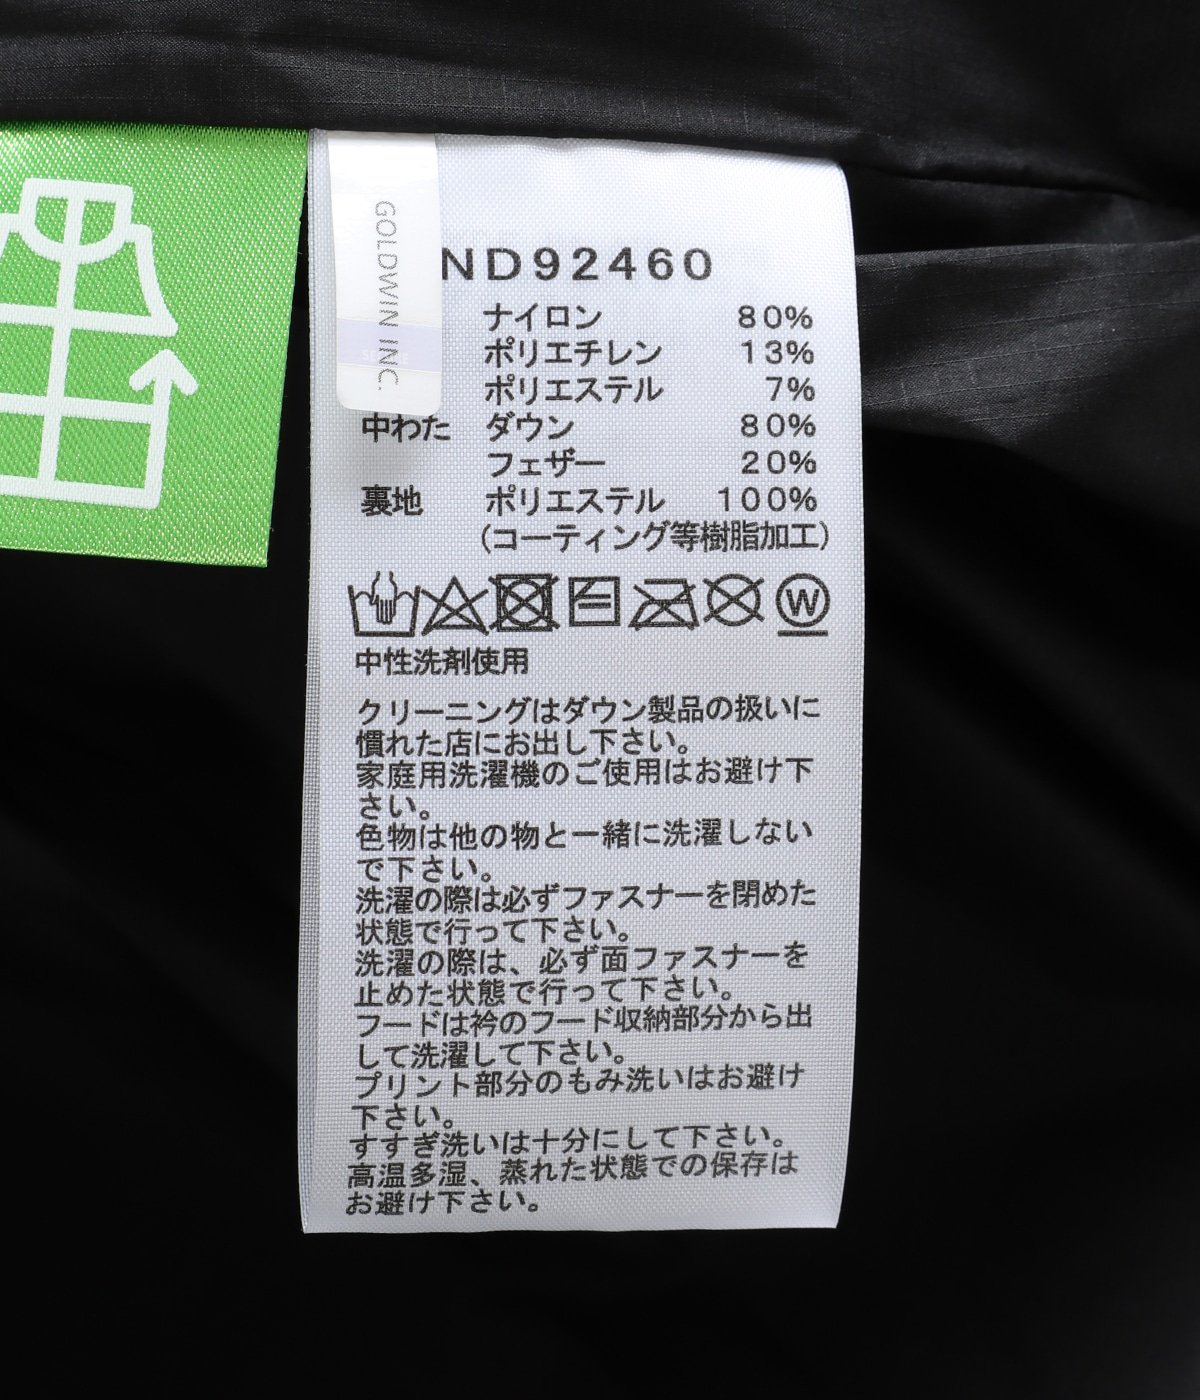 GOLDWIN INC.
ND92460
ナイロン 80%
ポリエチレン 13%
ポリエステル 7%
中わた ダウン 80%
フェザー 20%
裏地 ポリエステル 100%
(コーティング等樹脂加工)
W
中性洗剤使用
クリーニングはダウン製品の扱いに
慣れた店にお出し下さい。
家庭用洗濯機のご使用はお避け下
さい。
色物は他の物と一緒に洗濯しない
で下さい。
洗濯の際は必ずファスナーを閉めた
状態で行って下さい。
洗濯の際は、必ず面ファスナーを
止めた状態で行って下さい。
フードは衿のフード収納部分から出
して洗濯して下さい。
プリント部分のもみ洗いはお避け
下さい。
すすぎ洗いは十分にして下さい。
高温多湿、蒸れた状態での保存は
お避け下さい。